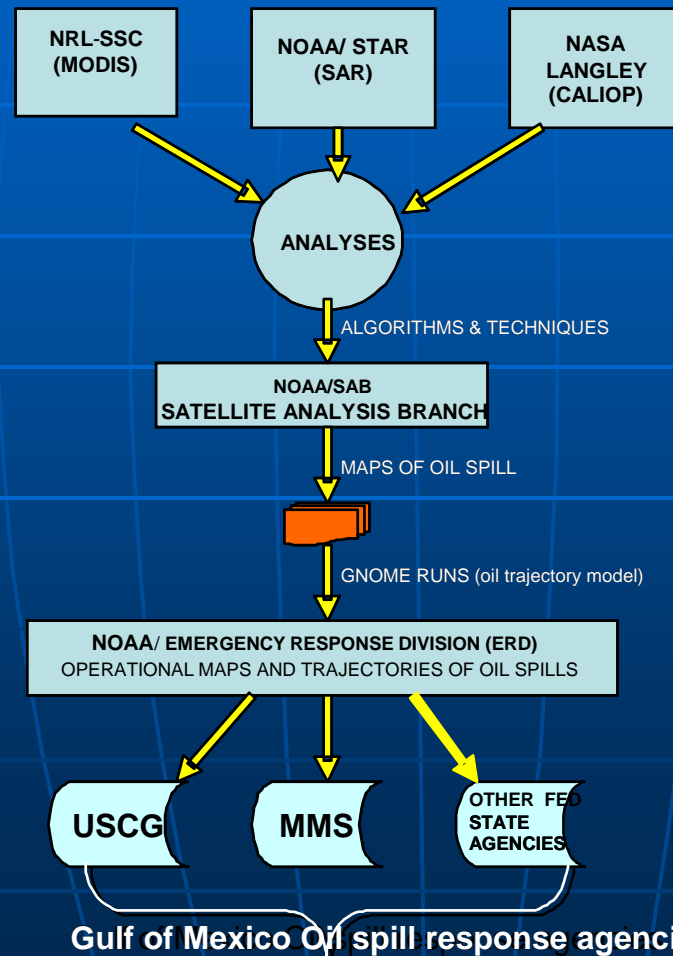 NRL-SSC
(MODIS)
NOAA/ STAR
(SAR)
NASA
LANGLEY
(CALIOP)
ANALYSES
ALGORITHMS & TECHNIQUES
NOAA/SAB
SATELLITE ANALYSIS BRANCH
MAPS OF OIL SPILL
GNOME RUNS (oil trajectory model)
NOAA/ EMERGENCY RESPONSE DIVISION (ERD)
OPERATIONAL MAPS AND TRAJECTORIES OF OIL SPILLS
USCG
MMS
OTHER FED
STATE
AGENCIES
Gulf of Mexico Oil spill response agenci